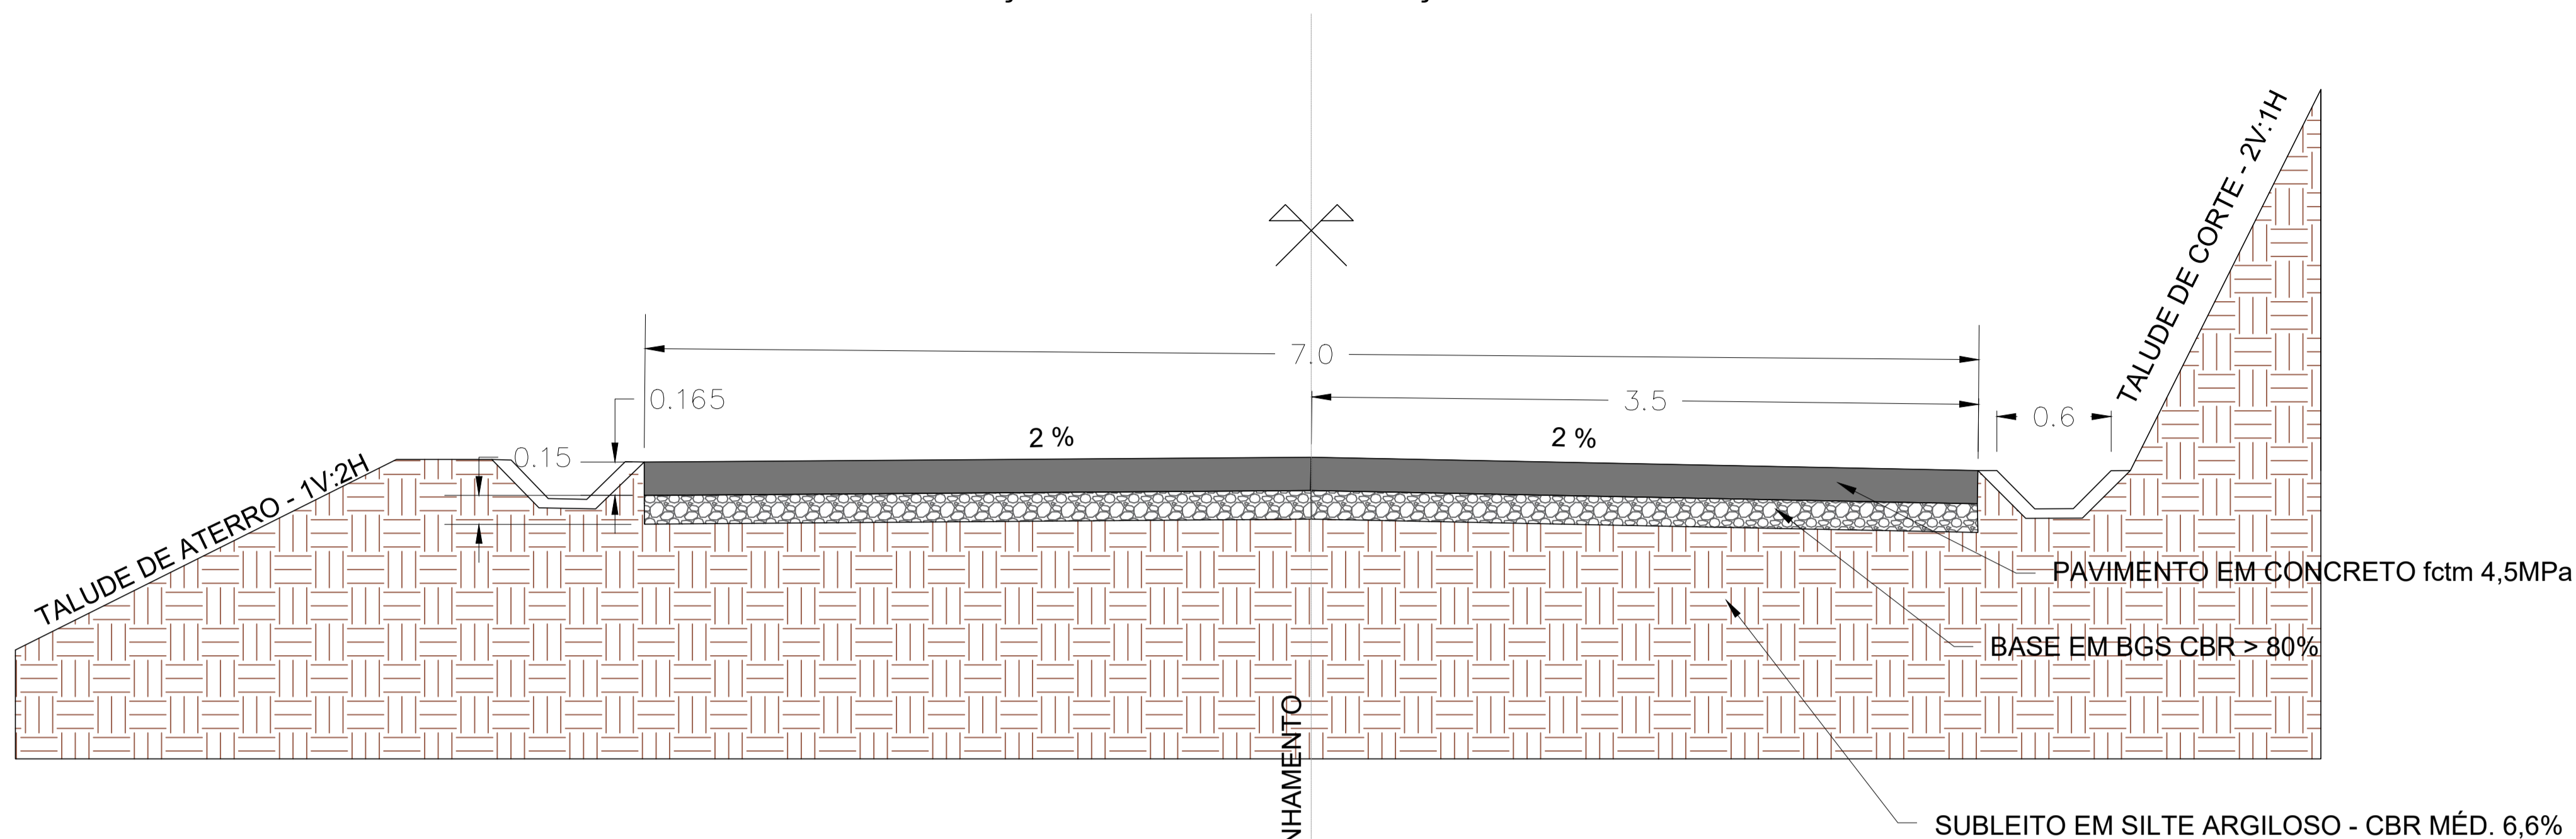 TALUDE DE CORTE - 2V:1H
7.0
3.5
0.165
0.6
2 %
2 %
0.15
TALUDE DE ATERRO - 1V:2H
PAVIMENTO EM CONCRETO fctm 4,5MPa
BASE EM BGS CBR > 80%
SUBLEITO EM SILTE ARGILOSO - CBR MÉD. 6,6%